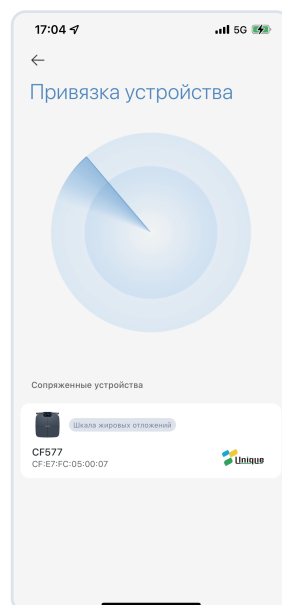 17:04 5G
Привязка устройства
Сопряженные устройства
Шкала жировых отложений
CF577
CF:E7:FC:05:00:07
Unique